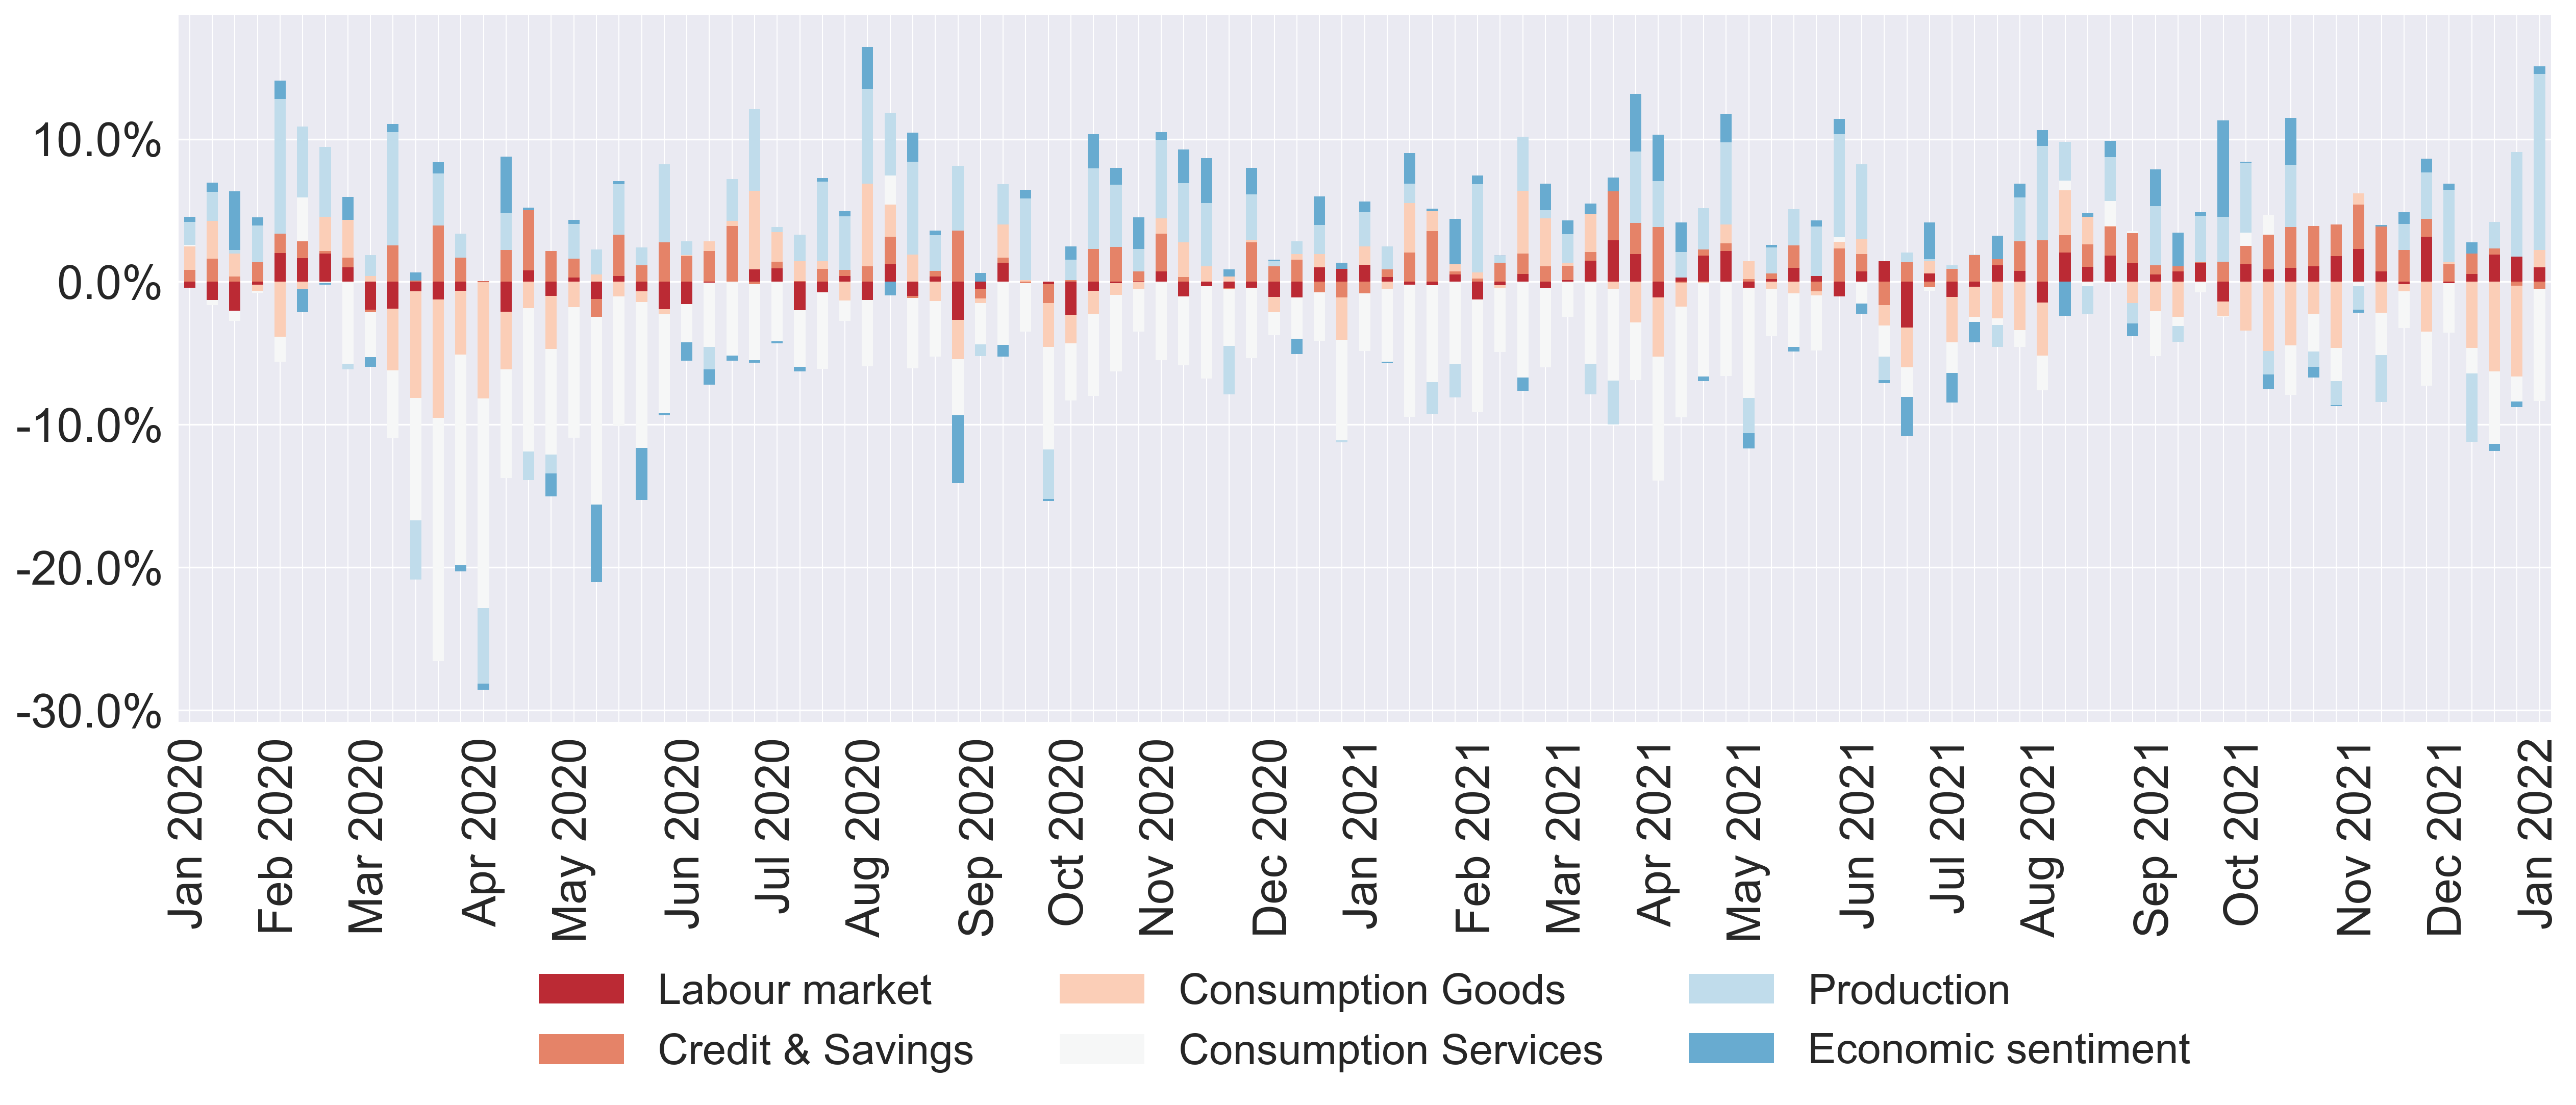 10.0%
0.0%
-10.0%
-20.0%
-30.0%
Jan 2020
Feb 2020
Mar 2020
Apr 2020
May 2020
Jun 2020
Jul 2020
Aug 2020
Sep 2020
Oct 2020
Nov 2020
Dec 2020
Jan 2021
Feb 2021
Mar 2021
Apr 2021
May 2021
Jun 2021
Jul 2021
Aug 2021
Sep 2021
Oct 2021
Nov 2021
Dec 2021
Jan 2022
Labour market
Credit & Savings
Consumption Goods
Consumption Services
Production
Economic sentiment